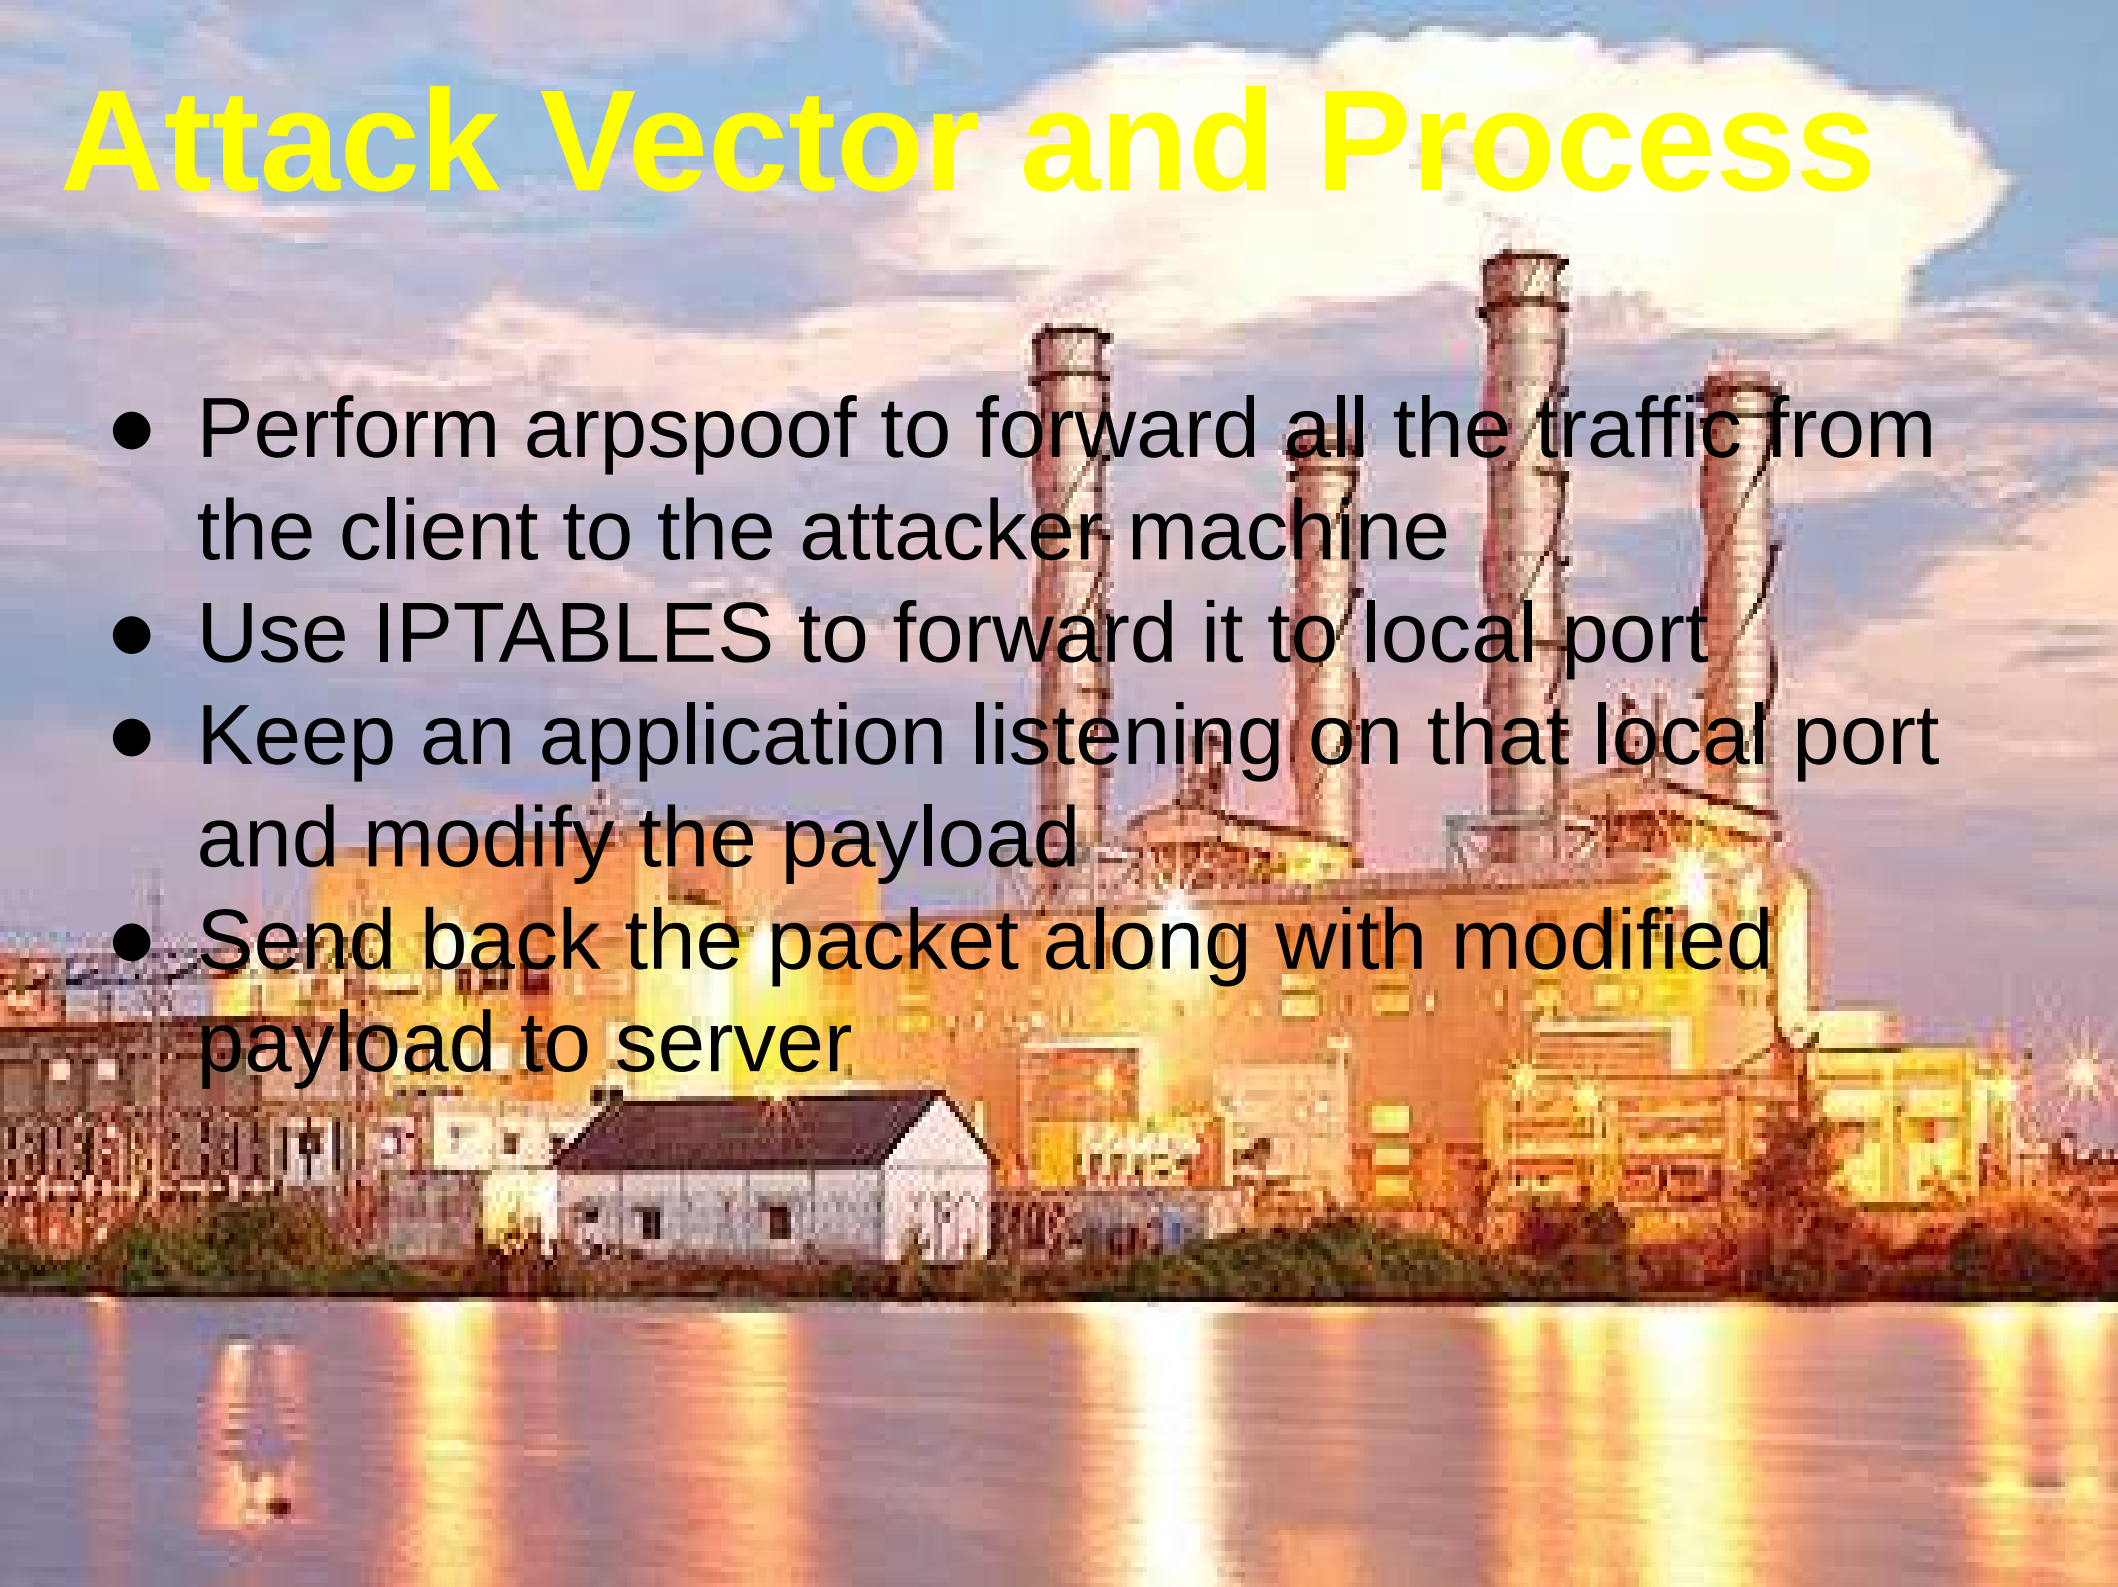 Attack Vector and Process
● Perform arpspoof to forward all the traffic from
the client to the attacker machine
● Use IPTABLES to forward it to local port
● Keep an application listening on that local port
and modify the payload
● Send back the packet along with modified
payload to server